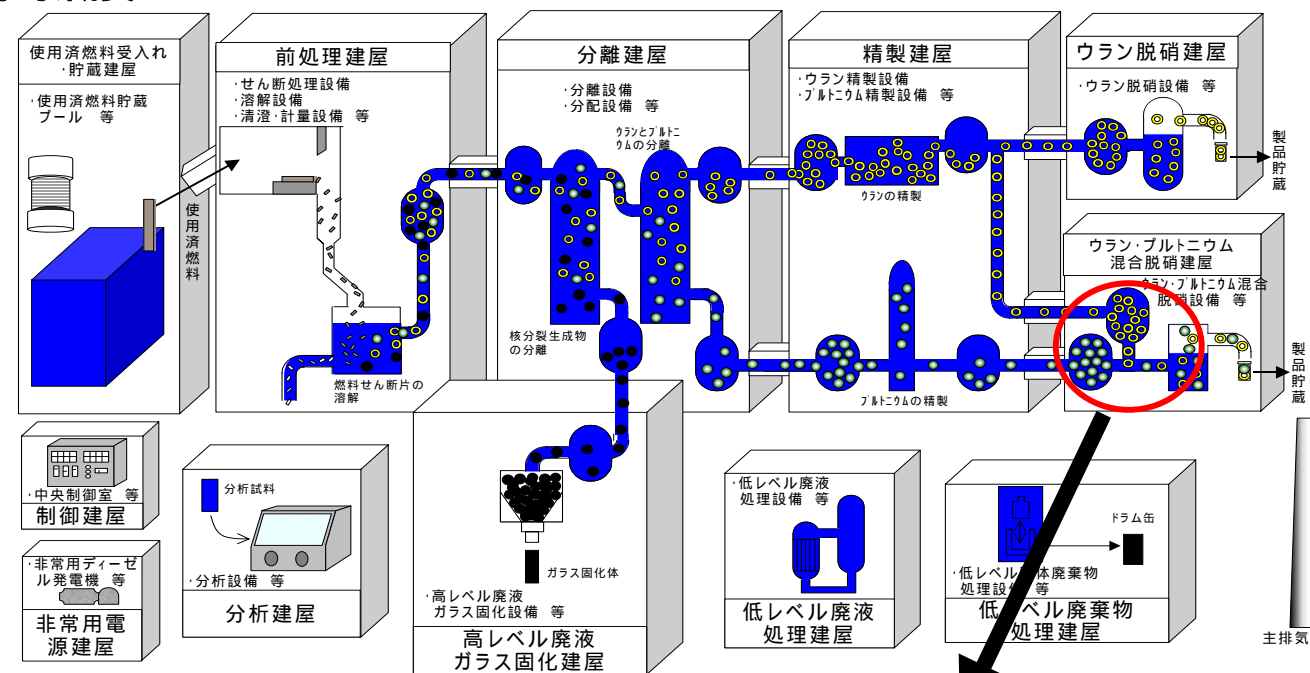 使用済燃料受入れ
・貯蔵建屋
・使用済燃料貯蔵
プール 等
使用済燃料
前処理建屋
・せん断処理設備
・溶解設備
・清澄・計量設備 等
燃料せん断片の
溶解
分離建屋
・分離設備
・分配設備 等
ウランとプルトニ
ウムの分離
核分裂生成物
の分離
精製建屋
・ウラン精製設備
・プルトニウム精製設備 等
ウランの精製
プルトニウムの精製
ウラン脱硝建屋
・ウラン脱硝設備 等
製品貯蔵
ウラン・プルトニウム
混合脱硝建屋
ウラン・プルトニウム混合
脱硝設備 等
製品貯蔵
・中央制御室 等
制御建屋
・非常用ディーゼ
ル発電機 等
非常用電
源建屋
分析試料
・分析設備 等
分析建屋
ガラス固化体
・高レベル廃液
ガラス固化設備 等
高レベル廃液
ガラス固化建屋
・低レベル廃液
処理設備 等
低レベル廃液
処理建屋
ドラム缶
・低レベル 体廃棄物
処理設備 等
低 ベル廃棄物
処理建屋
主排気